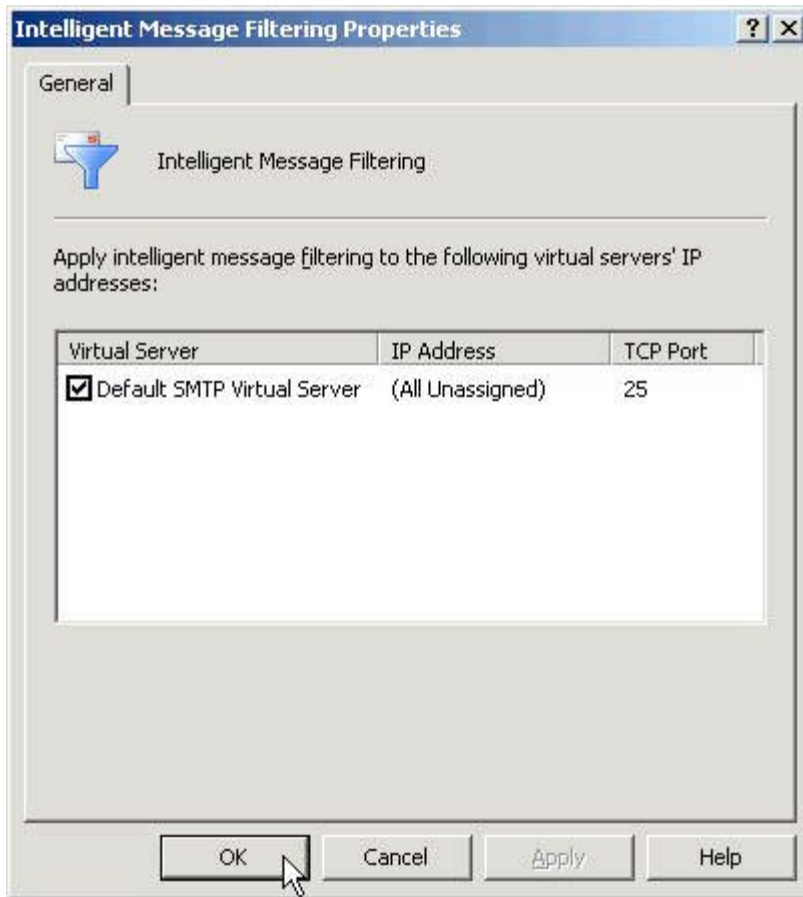 Intelligent Message Filtering Properties
General
Intelligent Message Filtering
Apply intelligent message filtering to the following virtual servers' IP
addresses:
Virtual Server IP Address TCP Port
Default SMTP Virtual Server (All Unassigned) 25
OK Cancel Apply Help